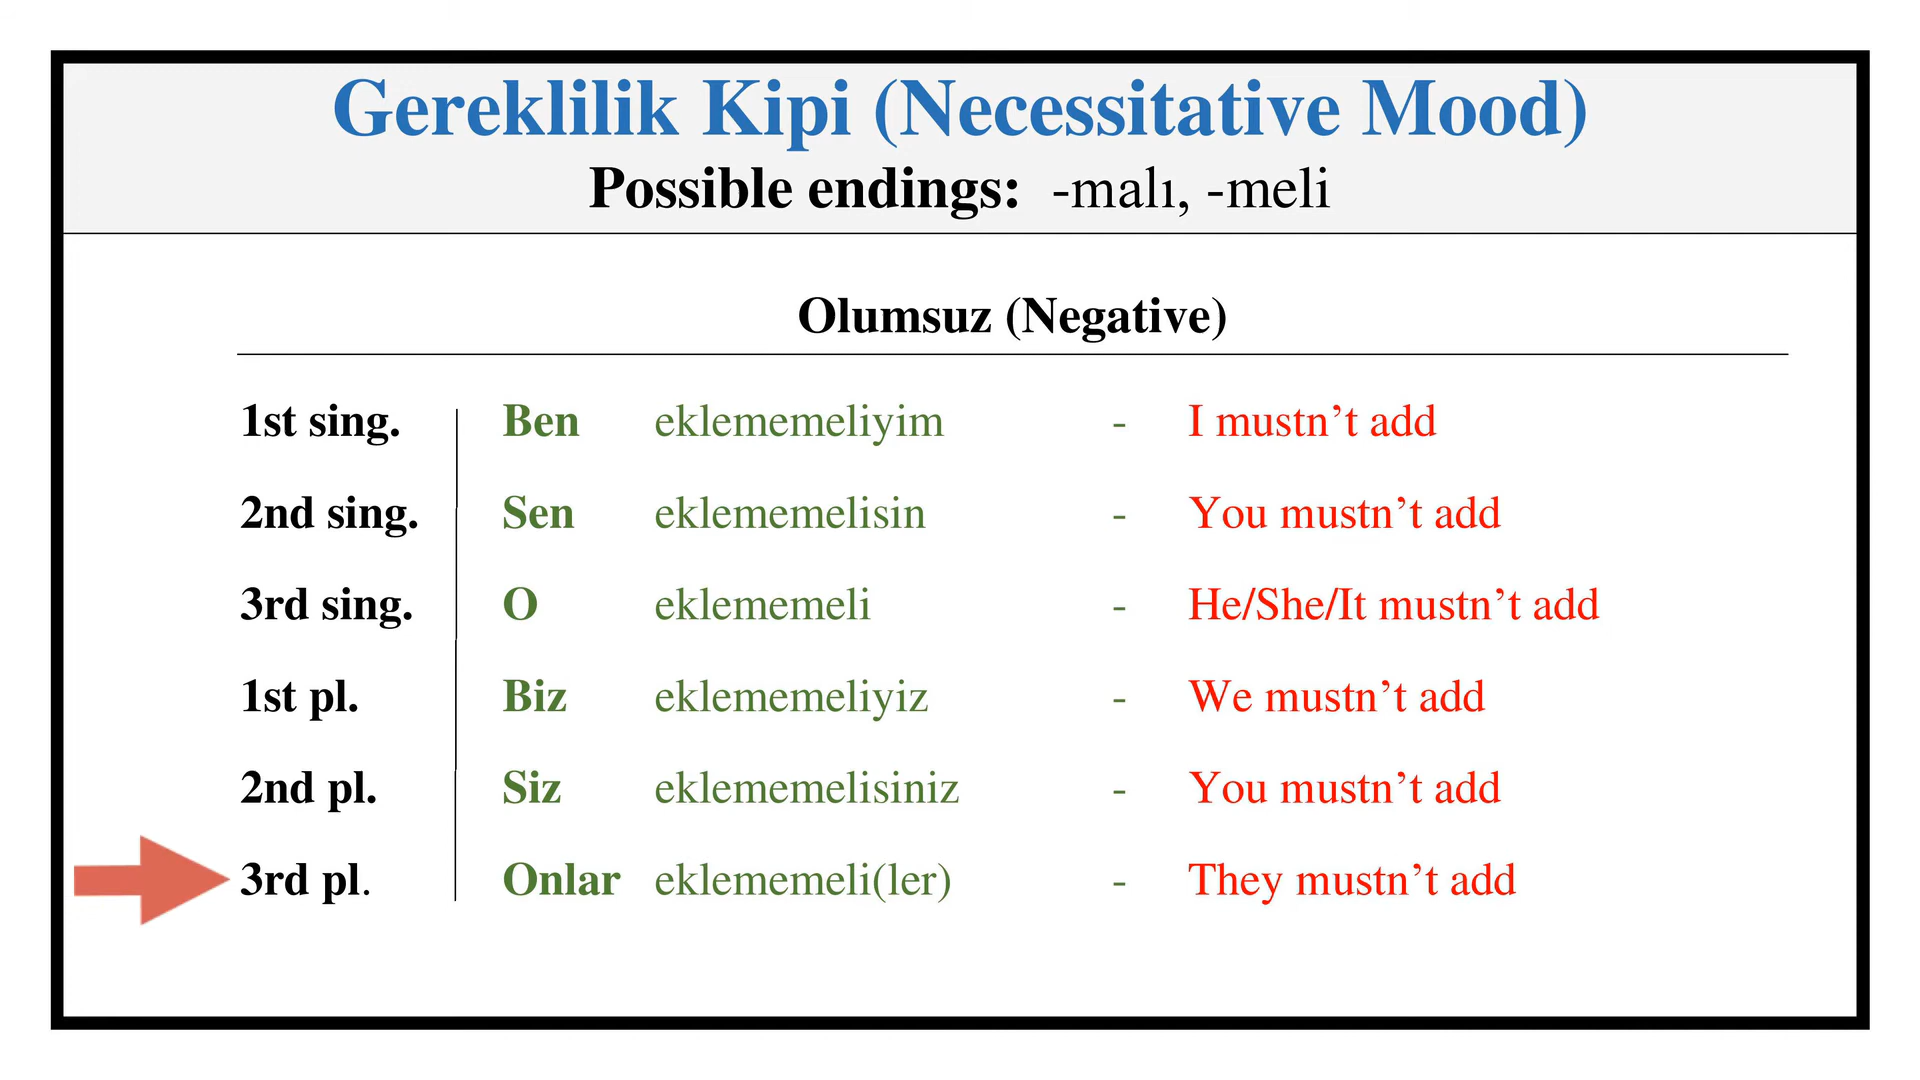 Gereklilik Kipi (Necessitative Mood)
Possible endings: -malı, -meli
Olumsuz (Negative)
1st sing. Ben eklememeliyim - I mustn’t add
2nd sing. Sen eklememelisin - You mustn’t add
3rd sing. O eklememeli - He/She/It mustn’t add
1st pl. Biz eklememeliyiz - We mustn’t add
2nd pl. Siz eklememelisiniz - You mustn’t add
3rd pl. Onlar eklememeli(ler) - They mustn’t add